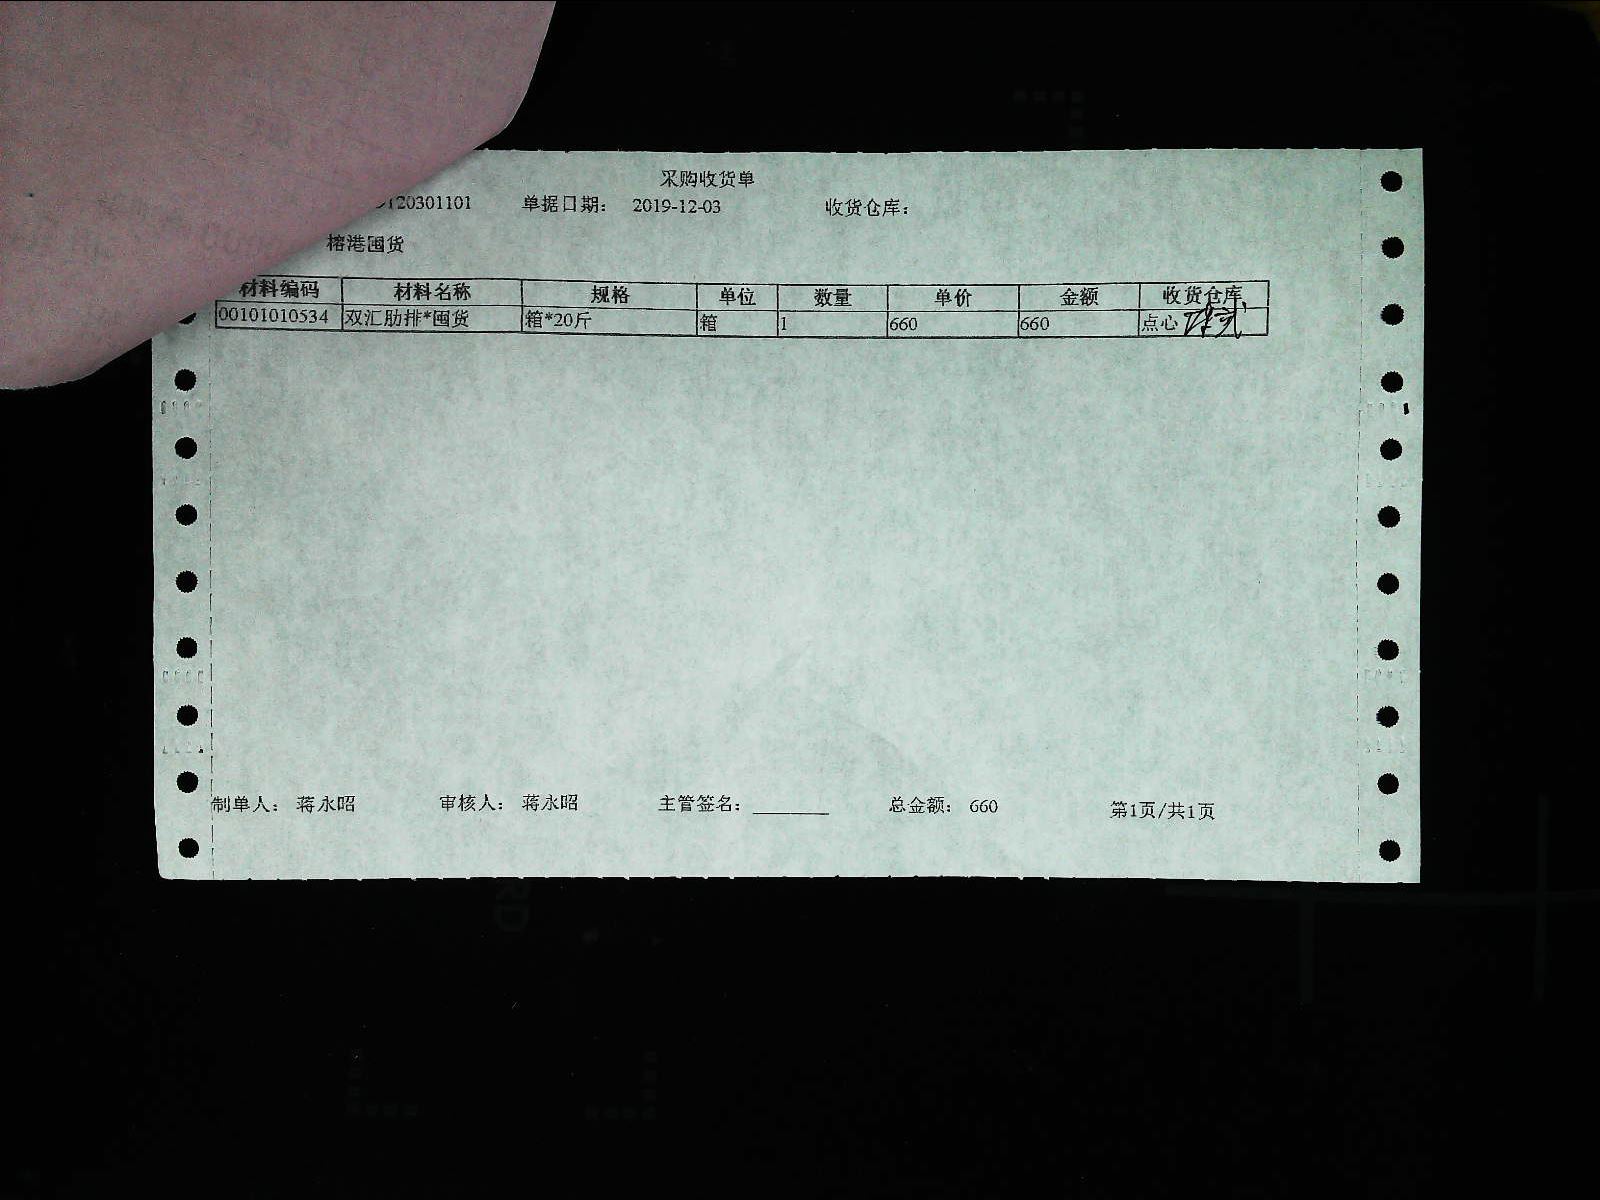 采购收货单
120301101 单据日期: 2019-12-03 收货仓库:
榕港囤货
材料编码 材料名称 规格 单位 数量 单价 金额 收货仓库
00101010534 双汇肋排*囤货 箱*20斤 箱 1 660 660 点心
制单人: 蒋永昭 审核人: 蒋永昭 主管签名: 总金额: 660 第1页/共1页